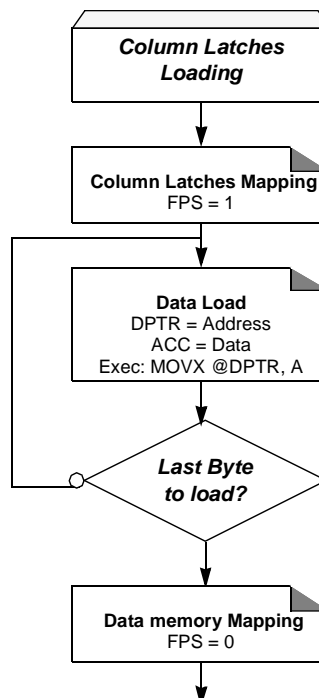 Column Latches
Loading
Column Latches Mapping
FPS = 1
Data Load
DPTR = Address
ACC = Data
Exec: MOVX @DPTR, A
Last Byte
to load?
Data memory Mapping
FPS = 0